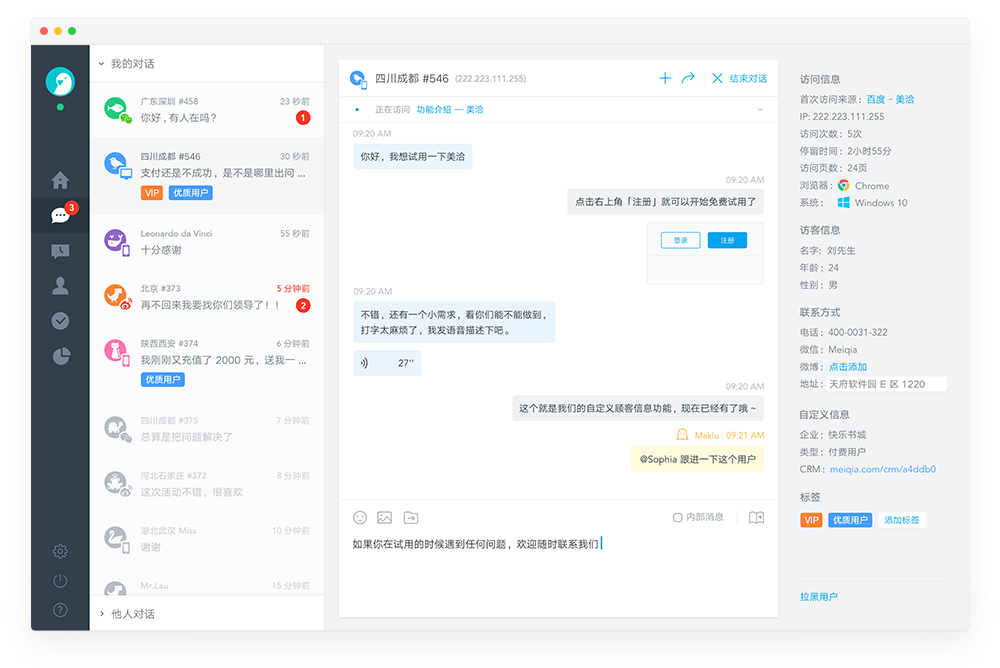 我的对话
广东深圳 #458
23 秒前
你好,有人在吗?
1
四川成都 #546
30 秒前
支付还是不成功,是不是哪里出问 ...
VIP
优质用户
3
Leonardo da Vinci
55 秒前
十分感谢
北京 #373
5 分钟前
再不回来我要找你们领导了!!
2
陕西西安 #374
6 分钟前
我刚刚又充值了 2000 元,送我一 ...
优质用户
四川成都 #375
7 分钟前
总算是把问题解决了
河北石家庄 #372
8 分钟前
这次活动不错,很喜欢
湖北武汉 Miss
10 分钟前
谢谢
Mr.Lau
15 分钟前
他人对话
?
四川成都 #546 (222.223.111.255)
结束对话
正在访问 功能介绍 — 美洽
09:20 AM
你好,我想试用一下美洽
09:20 AM
点击右上角「注册」就可以开始免费试用了
登录
注册
09:20 AM
不错,还有一个小需求,看你们能不能做到,
打字太麻烦了,我发语音描述下吧。
27’’
09:20 AM
这个就是我们的自定义顾客信息功能,现在已经有了哦 ~
Maklu
09:21 AM
@Sophia 跟进一下这个用户
内部消息
如果你在试用的时候遇到任何问题,欢迎随时联系我们
访问信息
首次访问来源:百度 - 美洽
IP: 222.223.111.255
访问次数:5次
停留时间:2小时55分
访问页数:24页
浏览器: Chrome
系统: Windows 10
访客信息
名字:刘先生
年龄:24
性别:男
联系方式
电话:400-0031-322
微信:Meiqia
微博:点击添加
地址:天府软件园 E 区 1220
自定义信息
企业:快乐书城
类型:付费用户
CRM:meiqia.com/crm/a4ddb0
标签
VIP
优质用户
添加标签
拉黑用户